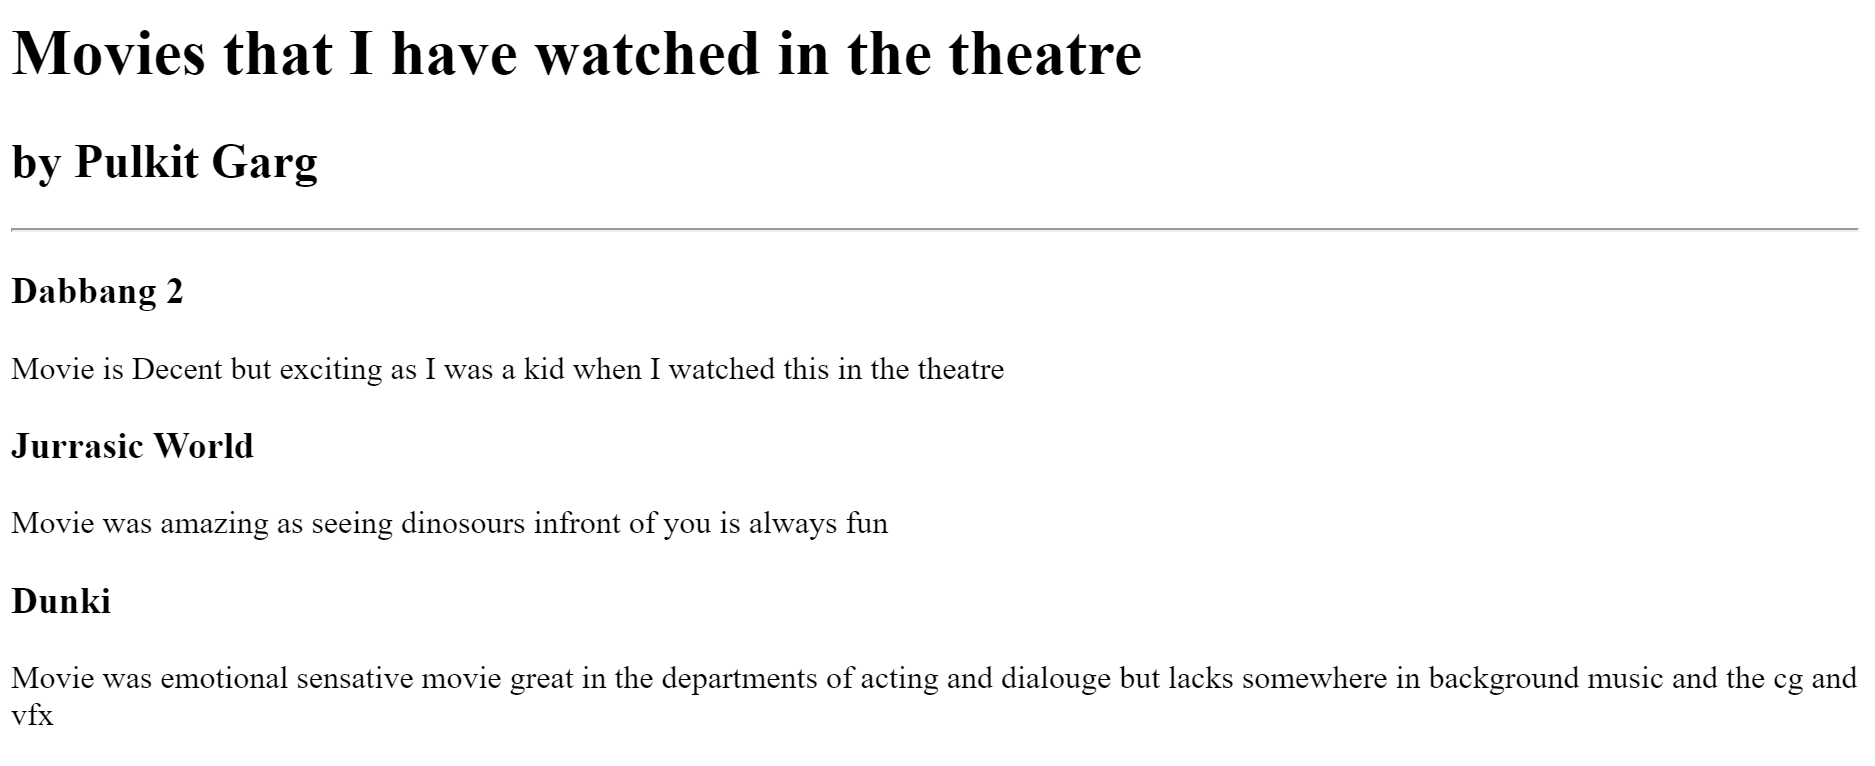 Movies that I have watched in the theatre
by Pulkit Garg
Dabbang 2
Movie is Decent but exciting as I was a kid when I watched this in the theatre
Jurrasic World
Movie was amazing as seeing dinosours infront of you is always fun
Dunki
Movie was emotional sensative movie great in the departments of acting and dialouge but lacks somewhere in background music and the cg and
vfx